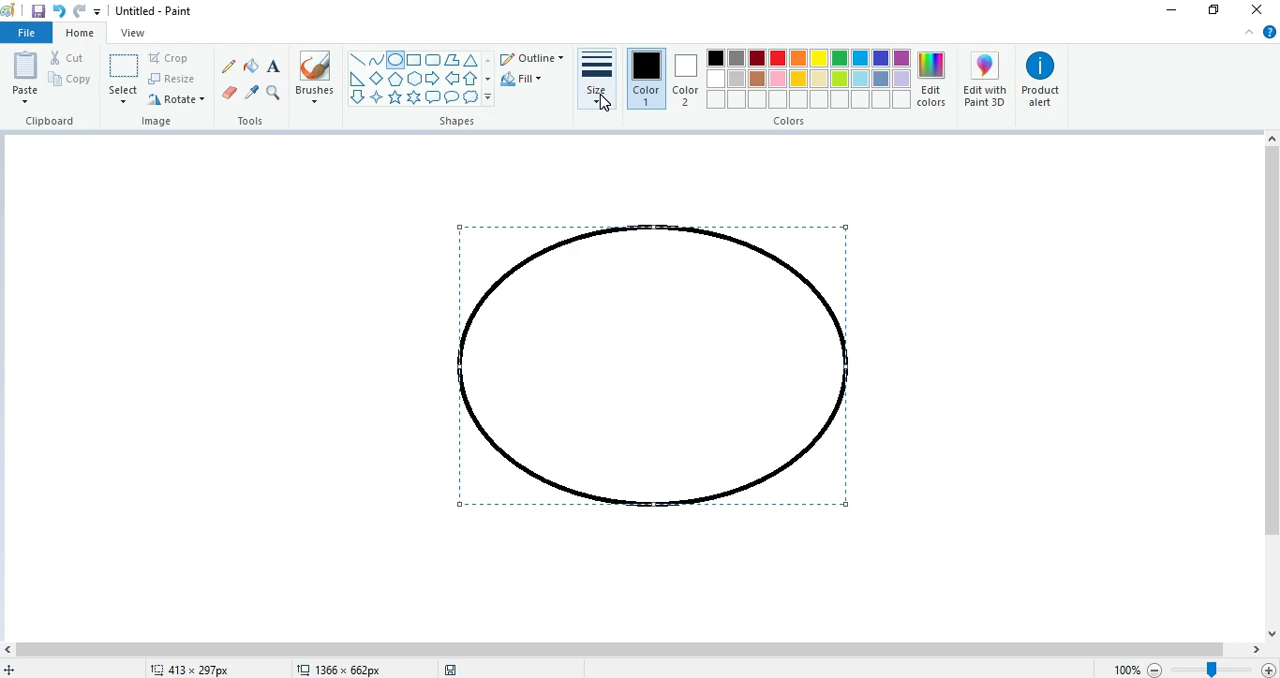 Untitled - Paint
File Home View
Paste Cut Copy
Clipboard
Select Crop Resize Rotate
Image
A
Tools
Brushes
Shapes
Outline
Fill
Size
Color 1
Color 2
Colors
Edit colors
Edit with Paint 3D
Product alert
413 × 297px 1366 × 662px 100%